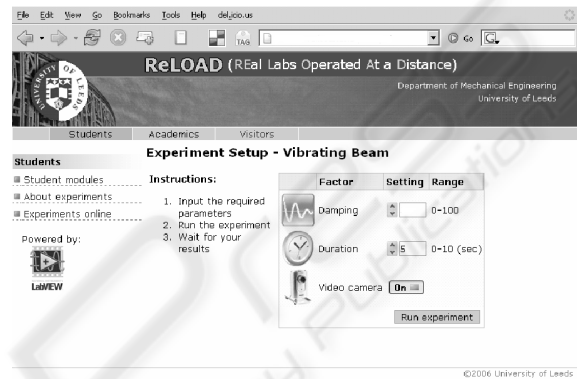 File Edit View Go Bookmarks Tools Help del.icio.us
TAG Go G
ReLOAD (REal Labs Operated At a Distance)
UNIVERSITY OF LEEDS
Department of Mechanical Engineering
University of Leeds
Students Academics Visitors
Students
Student modules
About experiments
Experiments online
Powered by:
LabVIEW
Experiment Setup - Vibrating Beam
Instructions:
1. Input the required
parameters
2. Run the experiment
3. Wait for your
results
Factor Setting Range
Damping 0-100
Duration 5 0-10 (sec)
Video camera On
Run experiment
©2006 University of Leeds